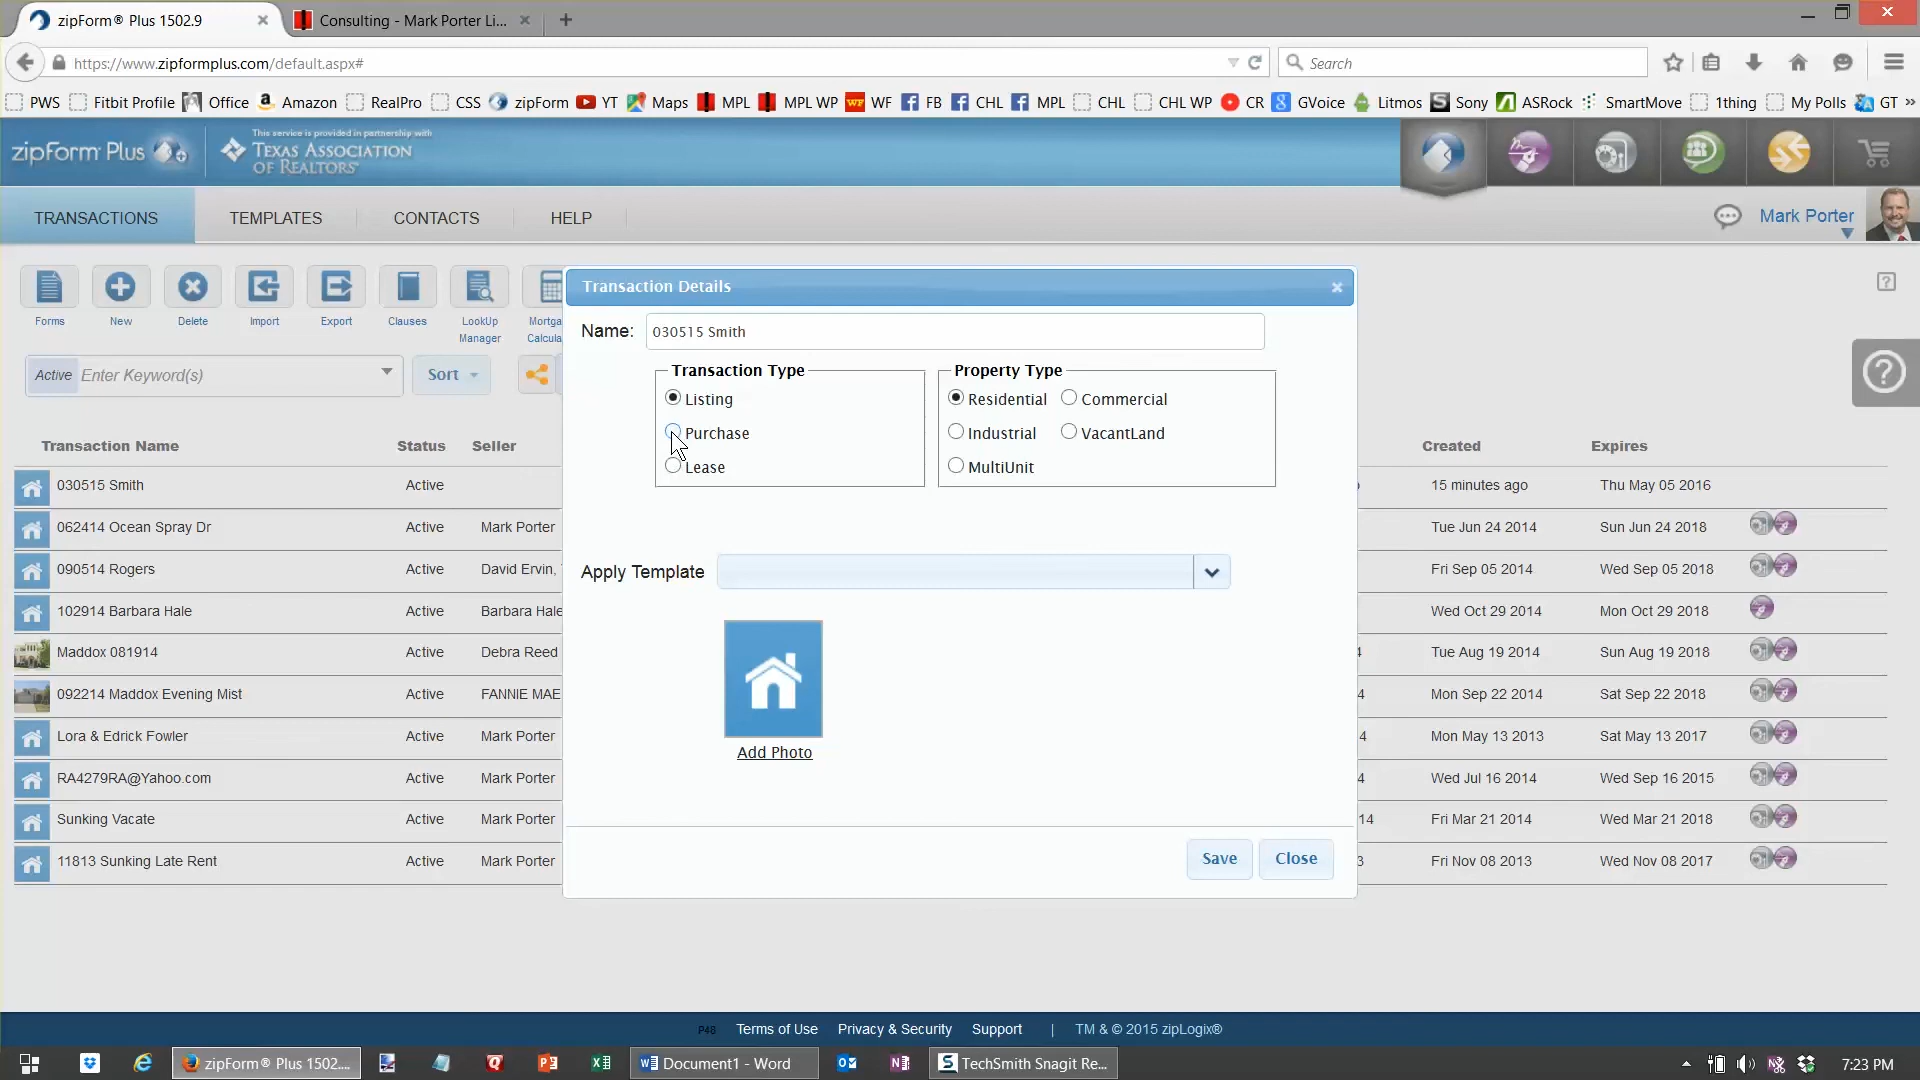 zipForm® Plus 1502.9
Consulting - Mark Porter Li...
https://www.zipformplus.com/default.aspx#
Search
PWS Fitbit Profile Office Amazon RealPro CSS zipForm YT Maps MPL MPL WP WF FB CHL MPL CHL CHL WP CR GVoice Litmos Sony ASRock SmartMove 1thing My Polls GT »
zipForm® Plus
This service is provided in partnership with
TEXAS ASSOCIATION
OF REALTORS®
TRANSACTIONS TEMPLATES CONTACTS HELP
Mark Porter
Forms New Delete Import Export Clauses LookUp Manager Mortga Calcula
Active Enter Keyword(s) Sort
Transaction Details
Name: 030515 Smith
Transaction Type
Listing
Purchase
Lease
Property Type
Residential Commercial
Industrial VacantLand
MultiUnit
Apply Template
Add Photo
Save Close
Transaction Name Status Seller Created Expires
030515 Smith Active 15 minutes ago Thu May 05 2016
062414 Ocean Spray Dr Active Mark Porter Tue Jun 24 2014 Sun Jun 24 2018
090514 Rogers Active David Ervin, Fri Sep 05 2014 Wed Sep 05 2018
102914 Barbara Hale Active Barbara Hale Wed Oct 29 2014 Mon Oct 29 2018
Maddox 081914 Active Debra Reed 4 Tue Aug 19 2014 Sun Aug 19 2018
092214 Maddox Evening Mist Active FANNIE MAE 4 Mon Sep 22 2014 Sat Sep 22 2018
Lora & Edrick Fowler Active Mark Porter 4 Mon May 13 2013 Sat May 13 2017
RA4279RA@Yahoo.com Active Mark Porter 4 Wed Jul 16 2014 Wed Sep 16 2015
Sunking Vacate Active Mark Porter 14 Fri Mar 21 2014 Wed Mar 21 2018
11813 Sunking Late Rent Active Mark Porter 3 Fri Nov 08 2013 Wed Nov 08 2017
P48 Terms of Use Privacy & Security Support | TM & © 2015 zipLogix®
zipForm® Plus 1502....
Document1 - Word
TechSmith Snagit Re...
7:23 PM